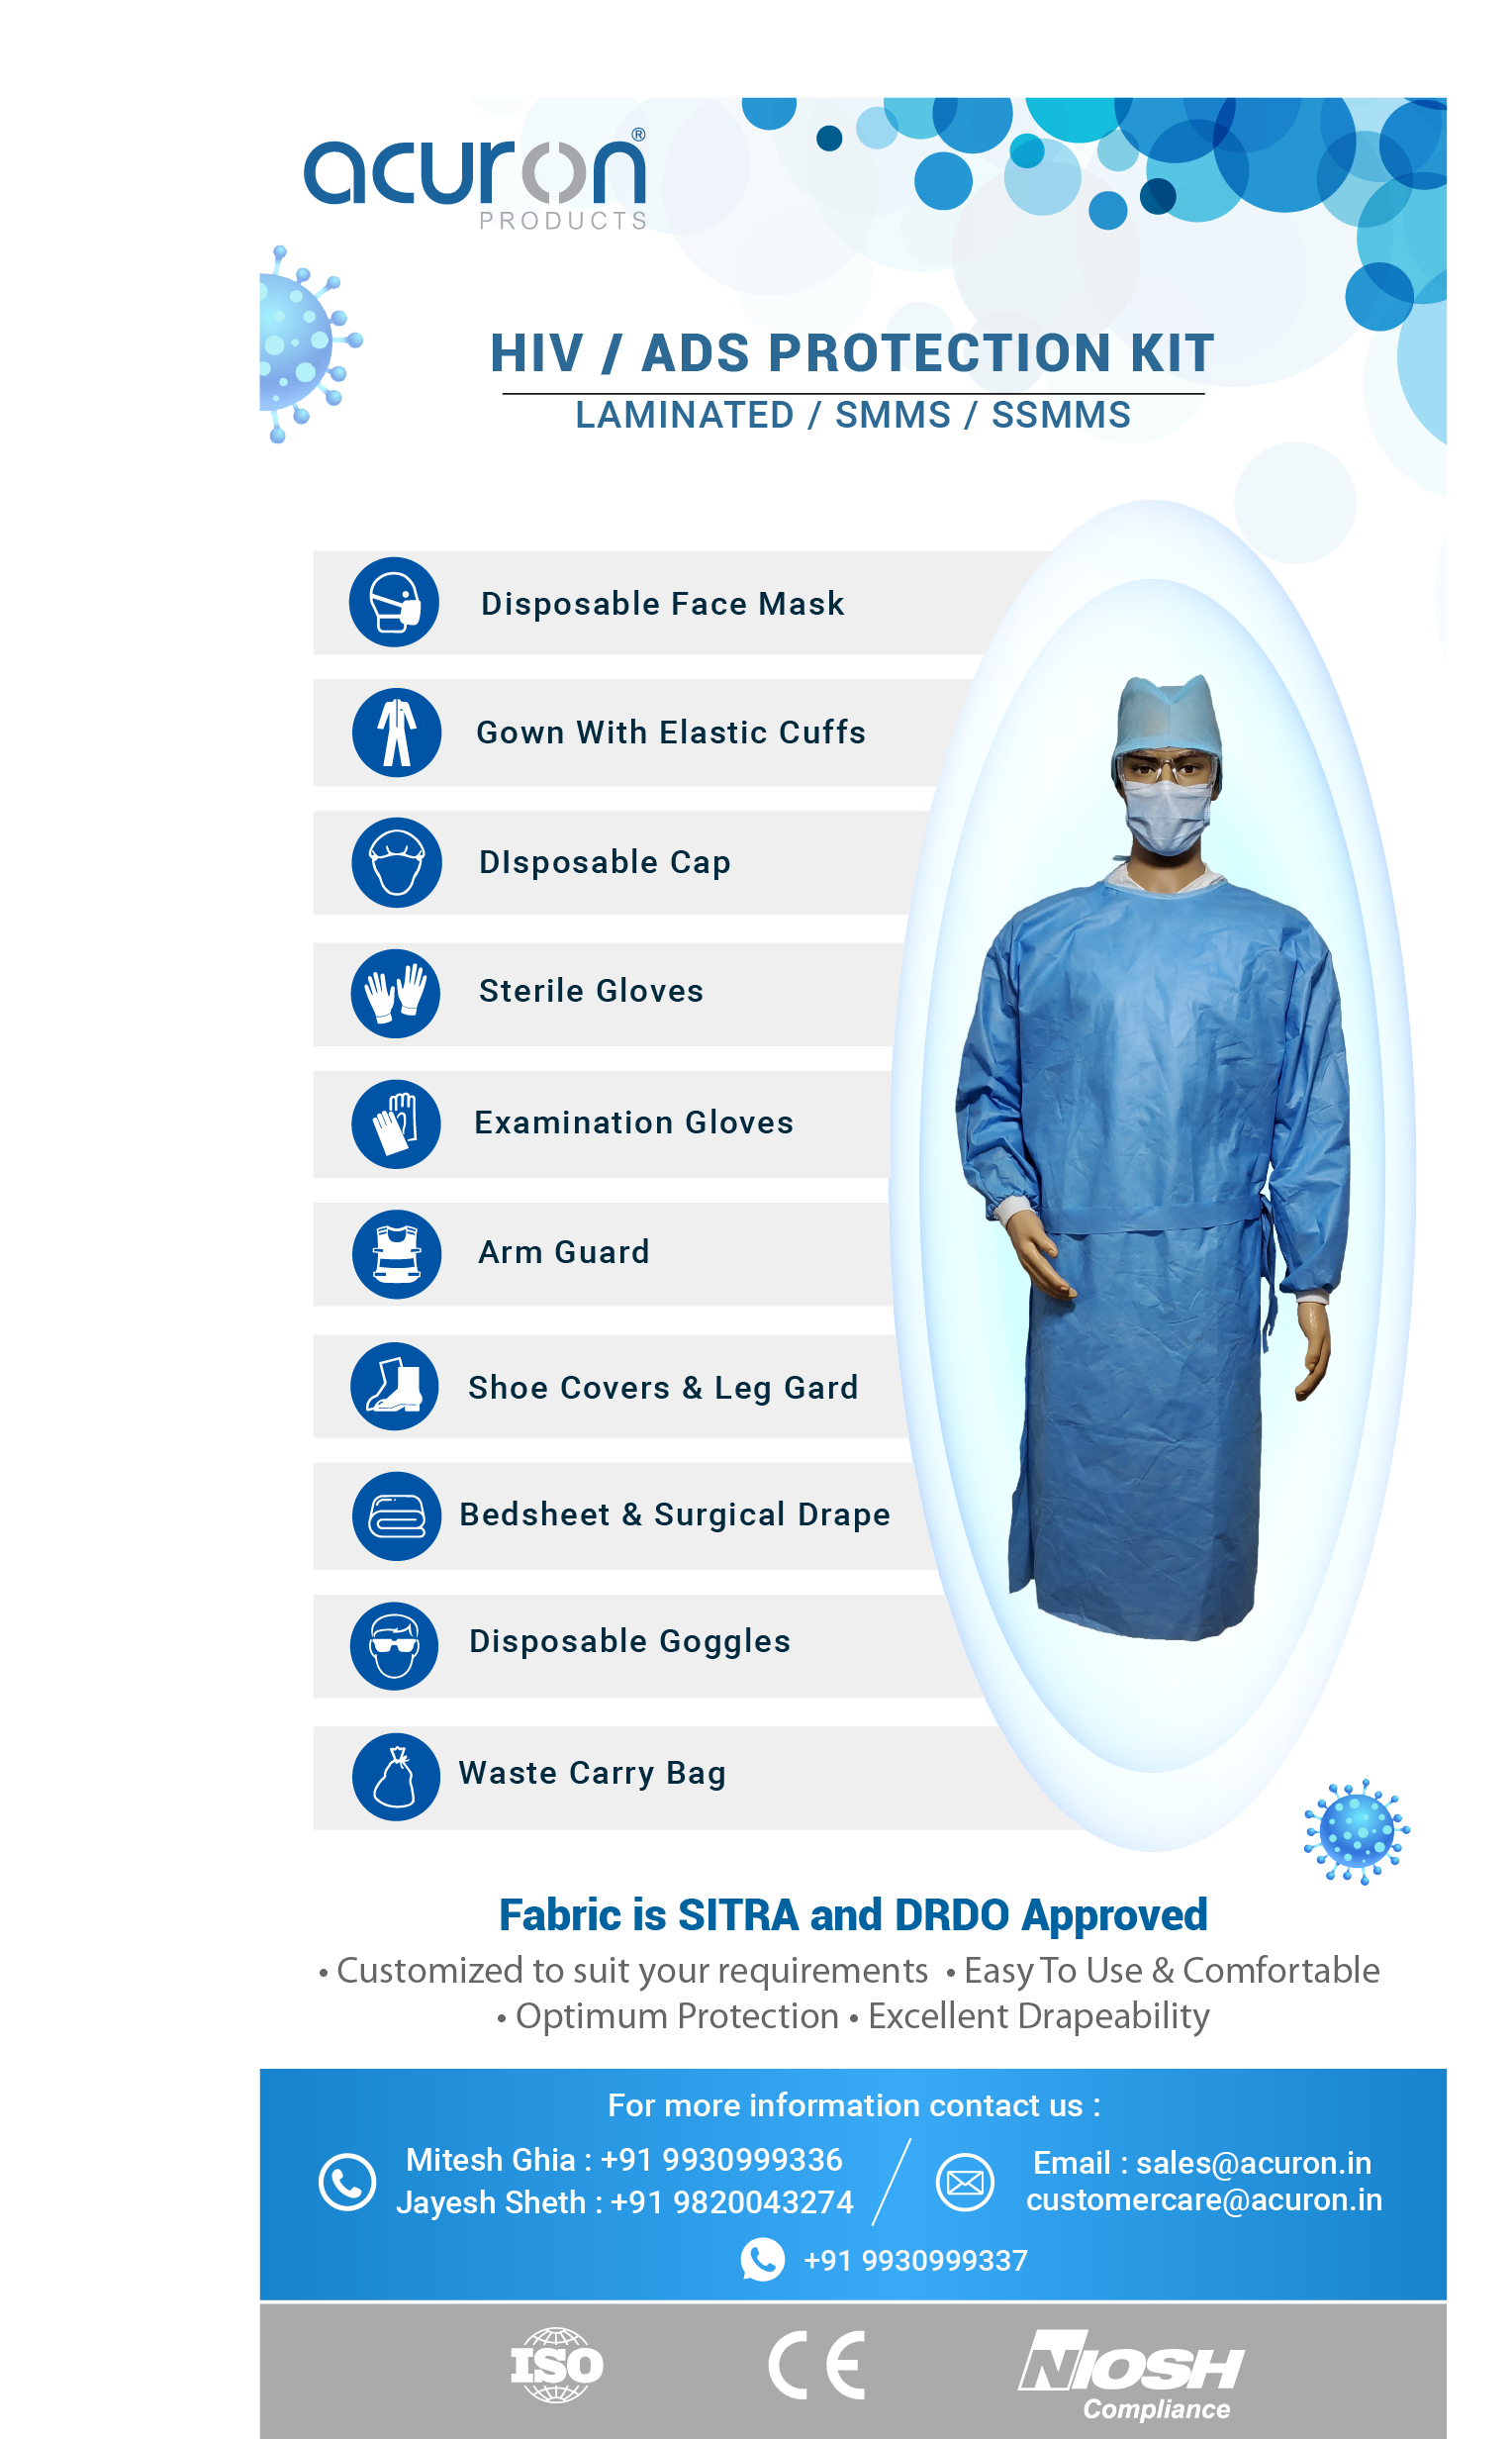 acuron®
PRODUCTS
HIV / ADS PROTECTION KIT
LAMINATED / SMMS / SSMMS
Disposable Face Mask
Gown With Elastic Cuffs
DIsposable Cap
Sterile Gloves
Examination Gloves
Arm Guard
Shoe Covers & Leg Gard
Bedsheet & Surgical Drape
Disposable Goggles
Waste Carry Bag
Fabric is SITRA and DRDO Approved
• Customized to suit your requirements • Easy To Use & Comfortable
• Optimum Protection • Excellent Drapeability
For more information contact us :
Mitesh Ghia : +91 9930999336
Jayesh Sheth : +91 9820043274
Email : sales@acuron.in
customercare@acuron.in
+91 9930999337
ISO
CE
NIOSH
Compliance